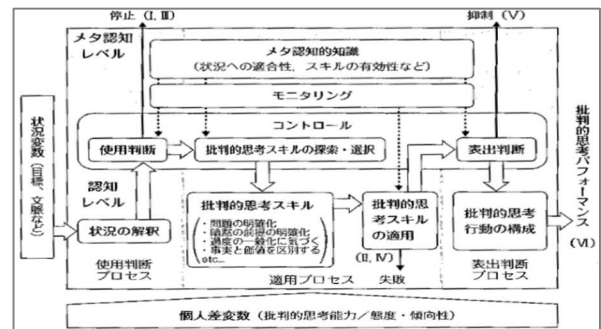 停止 (I, Ⅲ)
抑制 (Ⅴ)
メタ認知
レベル
メタ認知的知識
(状況への適合性, スキルの有効性など)
モニタリング
コントロール
使用判断
批判的思考スキルの探索・選択
表出判断
状況変数 (目標、文脈など)
認知
レベル
状況の解釈
批判的思考スキル
・問題の明確化
・暗黙の前提の明確化
・過度の一般化に気づく
・事実と価値を区別する
etc...
批判的思
考スキル
の適用
批判的思考
行動の構成
批判的思考パフォーマンス
(Ⅵ)
(Ⅱ, Ⅳ)
失敗
使用判断
プロセス
適用プロセス
表出判断
プロセス
個人差変数 (批判的思考能力/態度・傾向性)